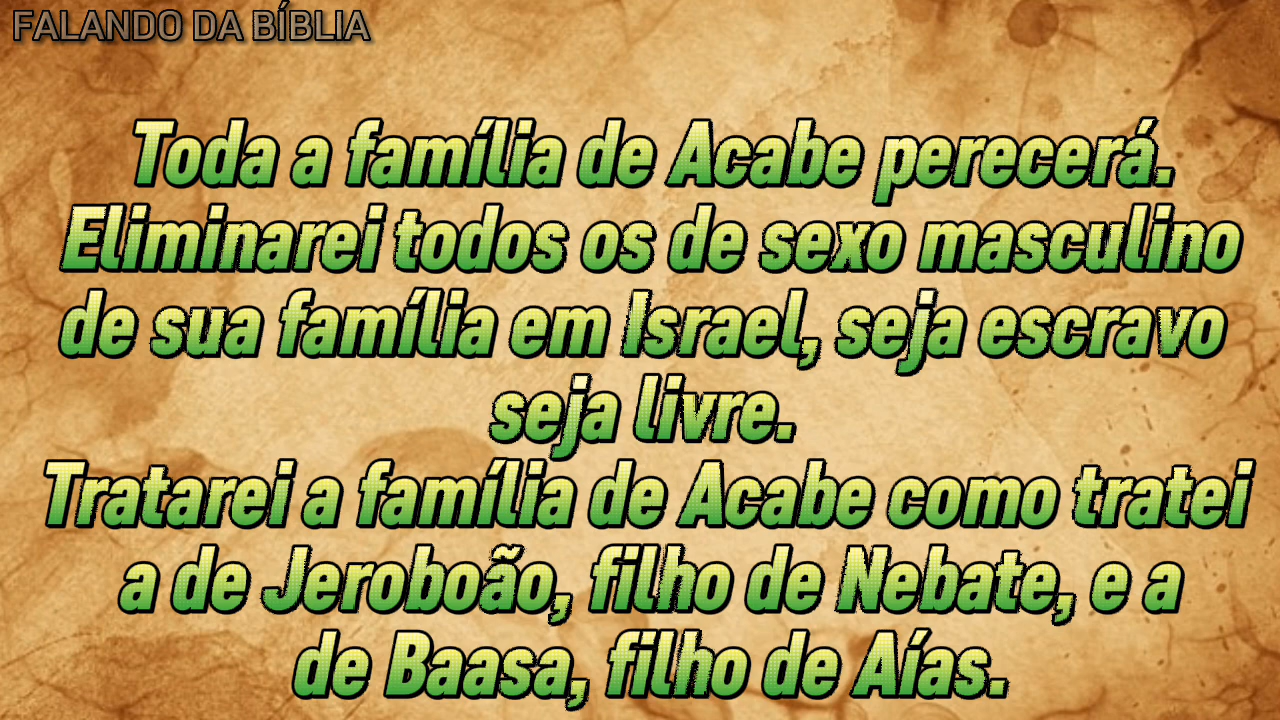 FALANDO DA BÍBLIA
Toda a família de Acabe perecerá.
Eliminarei todos os de sexo masculino
de sua família em Israel, seja escravo
seja livre.
Tratarei a família de Acabe como tratei
a de Jeroboão, filho de Nebate, e a
de Baasa, filho de Aías.